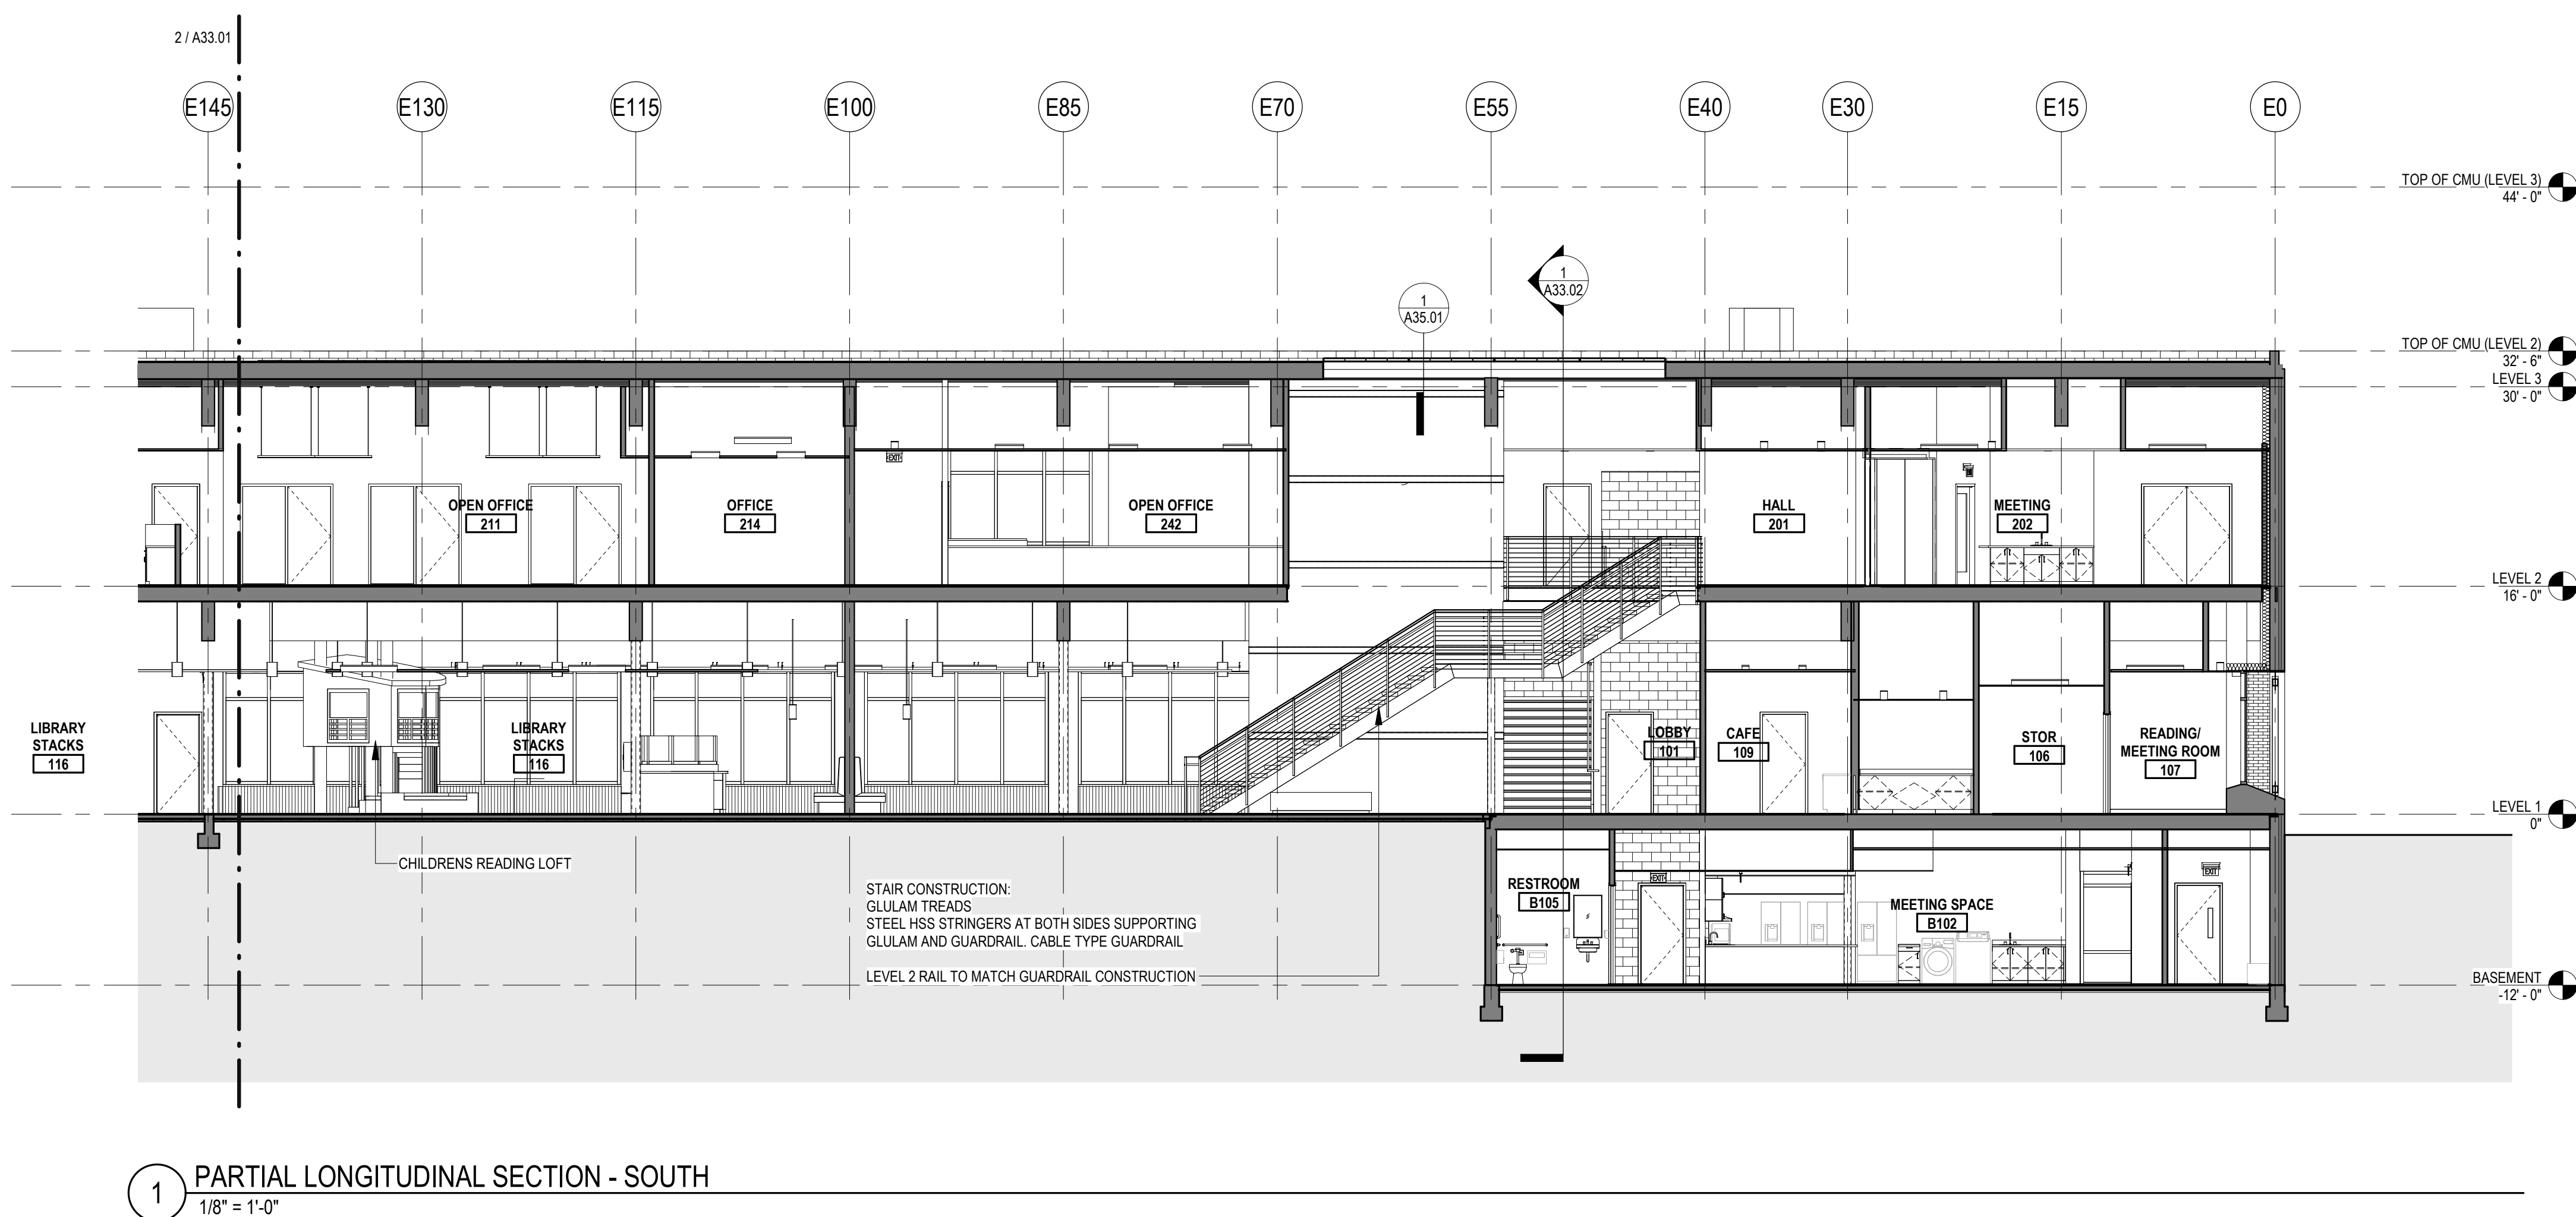 2 / A33.01
E145
E130
E115
E100
E85
E70
E55
E40
E30
E15
E0
TOP OF CMU (LEVEL 3)
44' - 0"
1
A33.02
1
A35.01
TOP OF CMU (LEVEL 2)
32' - 6"
LEVEL 3
30' - 0"
EXIT
OPEN OFFICE
211
OFFICE
214
OPEN OFFICE
242
HALL
201
MEETING
202
LEVEL 2
16' - 0"
LIBRARY
STACKS
116
LIBRARY
STACKS
116
LOBBY
101
CAFE
109
STOR
106
READING/
MEETING ROOM
107
LEVEL 1
0"
CHILDRENS READING LOFT
STAIR CONSTRUCTION:
GLULAM TREADS
STEEL HSS STRINGERS AT BOTH SIDES SUPPORTING
GLULAM AND GUARDRAIL. CABLE TYPE GUARDRAIL
LEVEL 2 RAIL TO MATCH GUARDRAIL CONSTRUCTION
RESTROOM
B105
EXIT
MEETING SPACE
B102
EXIT
BASEMENT
-12' - 0"
1
PARTIAL LONGITUDINAL SECTION - SOUTH
1/8" = 1'-0"